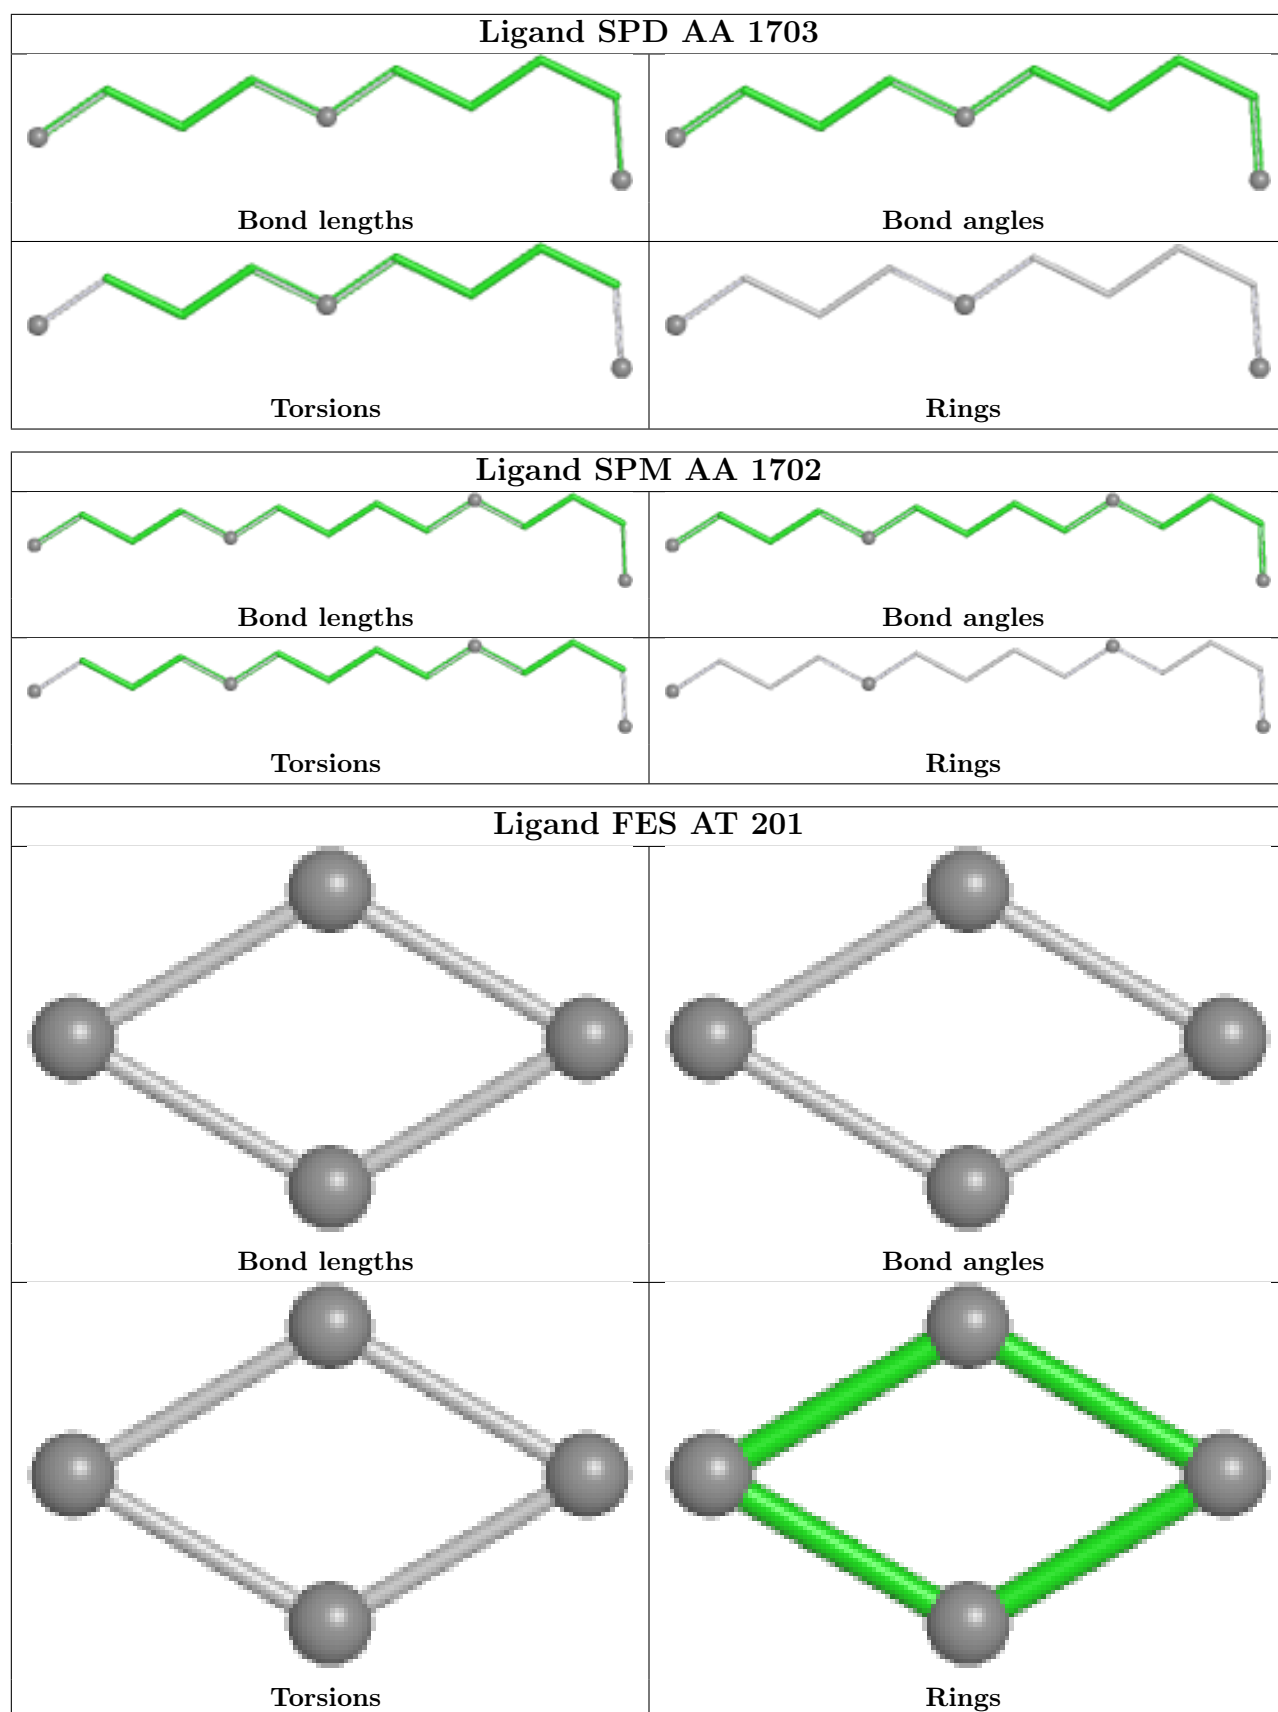 Ligand SPD AA 1703
Bond lengths
Bond angles
Torsions
Rings
Ligand SPM AA 1702
Bond lengths
Bond angles
Torsions
Rings
Ligand FES AT 201
Bond lengths
Bond angles
Torsions
Rings